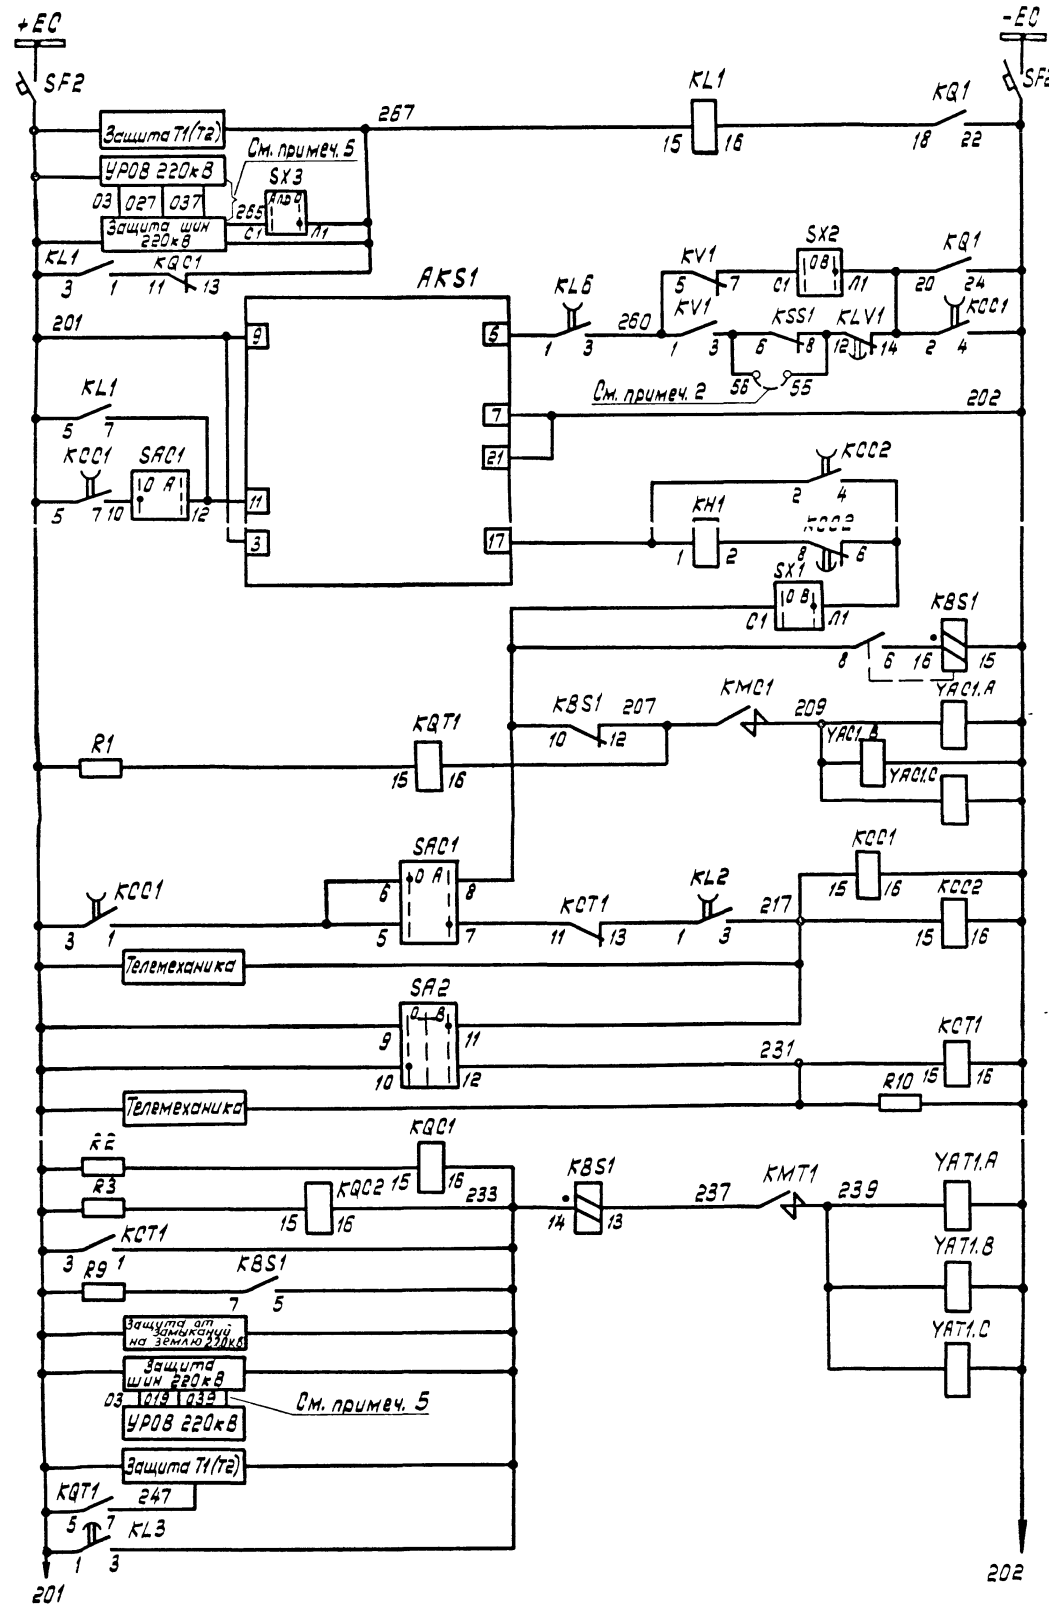 +EC
-EC
SF2
SF2
Защита Т1(Т2)
267
KL1
15
16
KQ1
18
22
См. примеч. 5
УРОВ 220кВ
03
027
037
SX3
265
С1
Л1
Защита шин
220кВ
KL1
3
1
KQC1
11
13
AKS1
SX2
О В
С1
Л1
KV1
5
7
KQ1
20
24
201
9
5
KL6
1
3
260
KV1
1
3
KSS1
6
8
KLV1
12
14
KCC1
2
4
56
55
См. примеч. 2
KL1
5
7
7
202
21
KCC1
5
7
SAC1
О А
10
12
11
KCC2
2
4
3
17
KH1
1
2
KCC2
8
6
SX1
О В
С1
Л1
KBS1
8
6
16
15
KBS1
10
12
207
KMC1
209
YAC1.A
YAC1.B
YAC1.C
R1
KQT1
15
16
KCC1
3
1
SAC1
О А
6
8
5
7
KCT1
11
13
KL2
1
3
217
KCC1
15
16
KCC2
15
16
Телемеханика
SA2
О В
9
11
10
12
231
KCT1
15
16
Телемеханика
R10
R2
KQC1
15
16
R3
KQC2
15
16
233
KBS1
14
13
237
KMT1
239
YAT1.A
KCT1
3
1
YAT1.B
R9
KBS1
7
5
Защита от
замыканий
на землю 220кВ
YAT1.C
Защита
шин 220кВ
03
019
039
См. примеч. 5
УРОВ 220кВ
Защита Т1(Т2)
KQT1
5
7
247
KL3
1
3
201
202